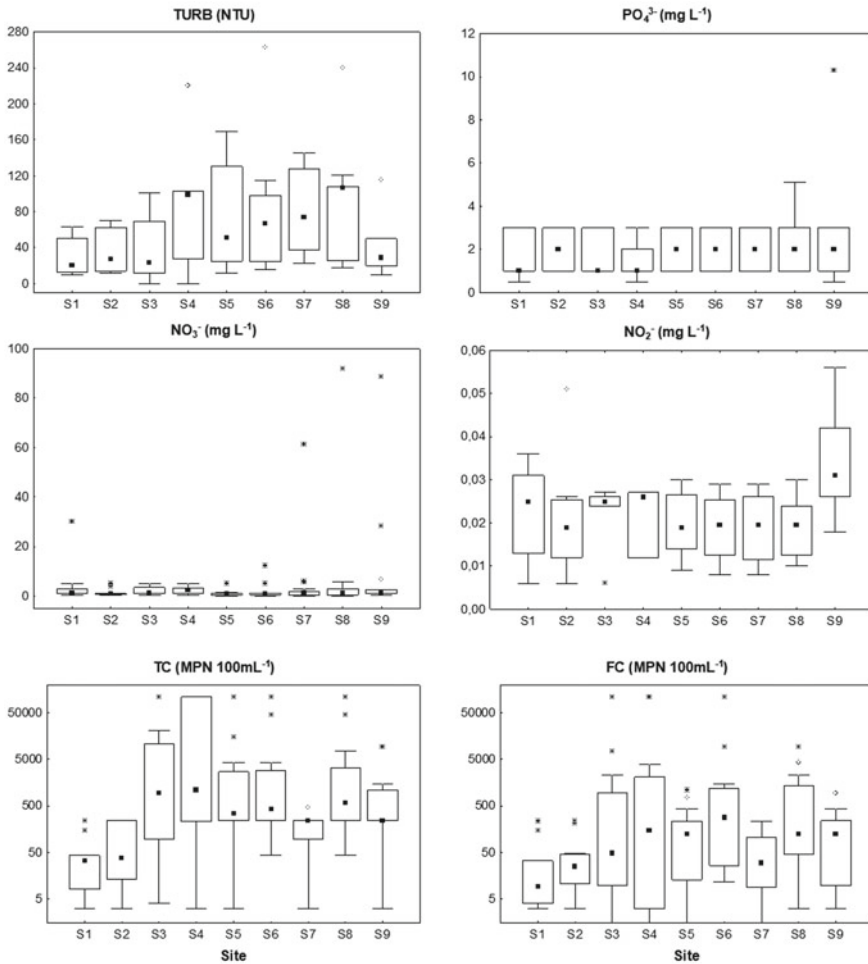 TURB (NTU)
280
240
200
160
120
80
40
0
S1 S2 S3 S4 S5 S6 S7 S8 S9
PO₄³⁻ (mg L⁻¹)
12
10
8
6
4
2
0
S1 S2 S3 S4 S5 S6 S7 S8 S9
NO₃⁻ (mg L⁻¹)
100
80
60
40
20
0
S1 S2 S3 S4 S5 S6 S7 S8 S9
NO₂⁻ (mg L⁻¹)
0,06
0,05
0,04
0,03
0,02
0,01
0,00
S1 S2 S3 S4 S5 S6 S7 S8 S9
TC (MPN 100mL⁻¹)
50000
5000
500
50
5
S1 S2 S3 S4 S5 S6 S7 S8 S9
Site
FC (MPN 100mL⁻¹)
50000
5000
500
50
5
S1 S2 S3 S4 S5 S6 S7 S8 S9
Site